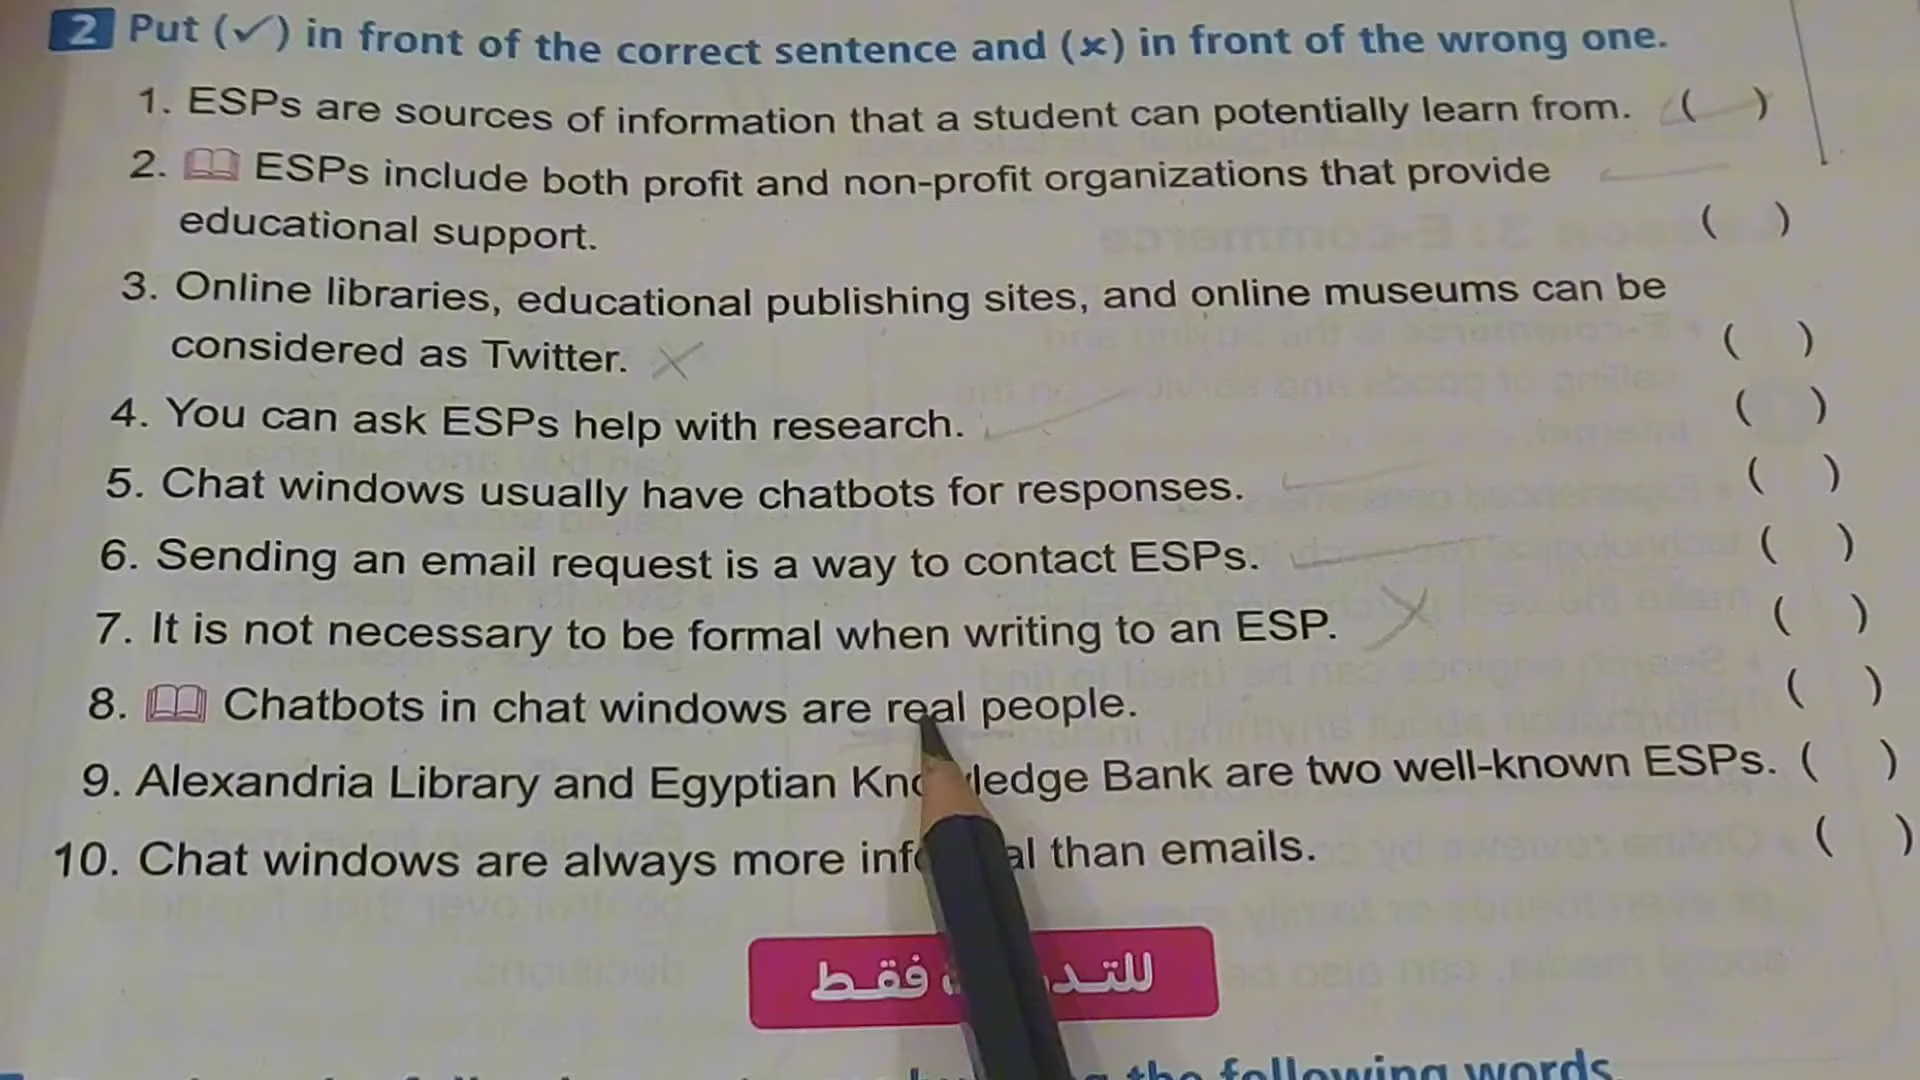 2 Put (✓) in front of the correct sentence and (×) in front of the wrong one.
1. ESPs are sources of information that a student can potentially learn from. ( )
2. ESPs include both profit and non-profit organizations that provide
educational support. ( )
3. Online libraries, educational publishing sites, and online museums can be
considered as Twitter. × ( )
4. You can ask ESPs help with research. ( )
5. Chat windows usually have chatbots for responses. ( )
6. Sending an email request is a way to contact ESPs. ( )
7. It is not necessary to be formal when writing to an ESP. × ( )
8. Chatbots in chat windows are real people. ( )
9. Alexandria Library and Egyptian Knowledge Bank are two well-known ESPs. ( )
10. Chat windows are always more informal than emails. ( )
فقط
the following words.